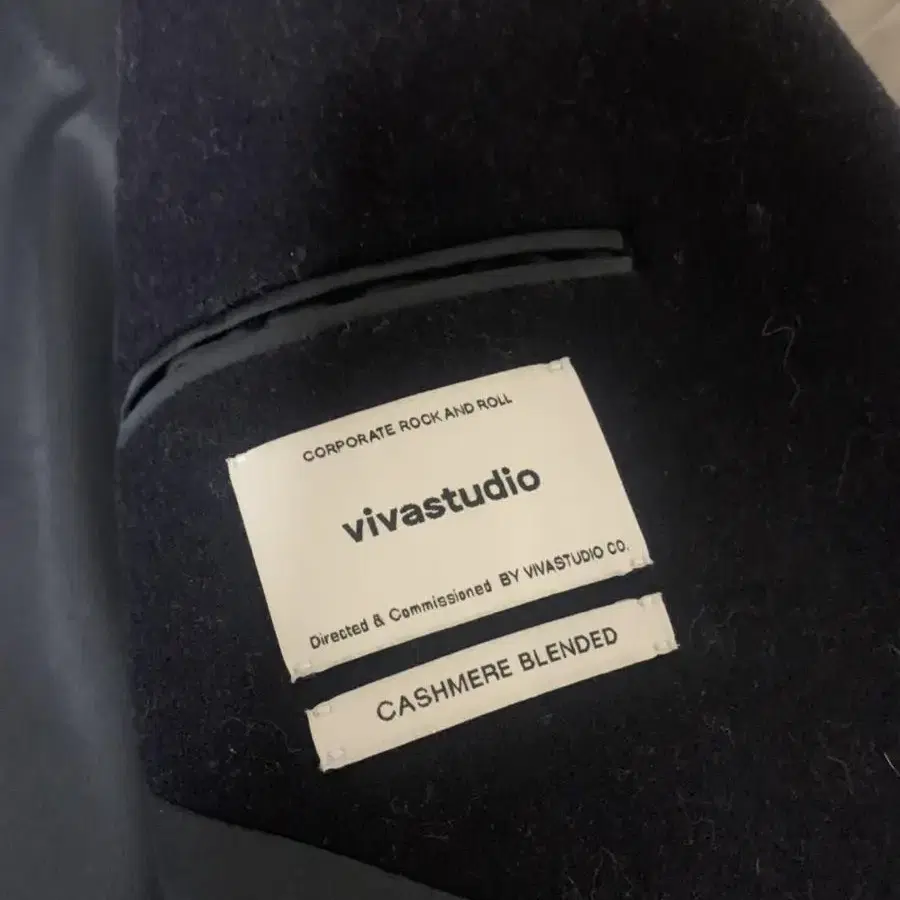 CORPORATE ROCK AND ROLL
vivastudio
Directed & Commissioned BY VIVASTUDIO CO.
CASHMERE BLENDED